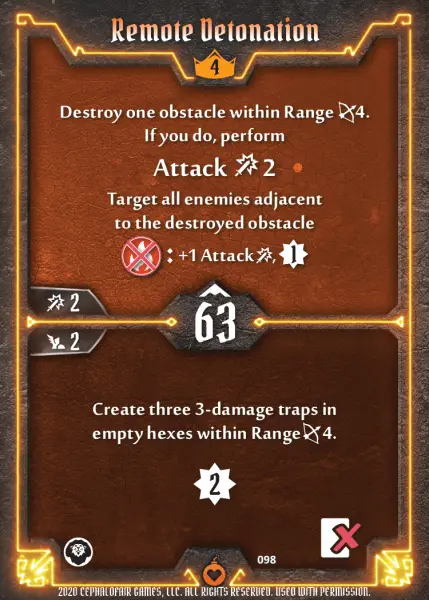 Remote Detonation
4
Destroy one obstacle within Range 4.
If you do, perform
Attack 2
Target all enemies adjacent
to the destroyed obstacle
: +1 Attack , 1
2
63
2
Create three 3-damage traps in
empty hexes within Range 4.
2
098
2020 CEPHALOFAIR GAMES, LLC. ALL RIGHTS RESERVED. USED WITH PERMISSION.